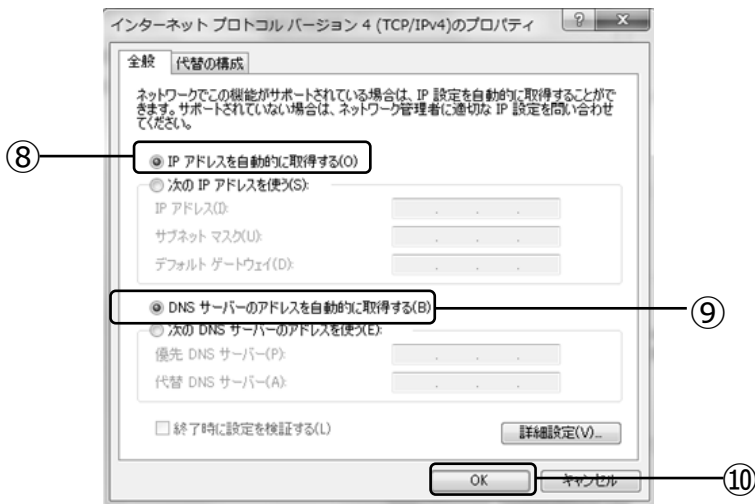 インターネット プロトコル バージョン 4 (TCP/IPv4)のプロパティ
全般 代替の構成
ネットワークでこの機能がサポートされている場合は、IP 設定を自動的に取得することがで
きます。サポートされていない場合は、ネットワーク管理者に適切な IP 設定を問い合わせ
てください。
⑧
IP アドレスを自動的に取得する(O)
次の IP アドレスを使う(S):
IP アドレス(I):
サブネット マスク(U):
デフォルト ゲートウェイ(D):
DNS サーバーのアドレスを自動的に取得する(B)
⑨
次の DNS サーバーのアドレスを使う(E):
優先 DNS サーバー(P):
代替 DNS サーバー(A):
終了時に設定を検証する(L)
詳細設定(V)...
OK キャンセル
⑩